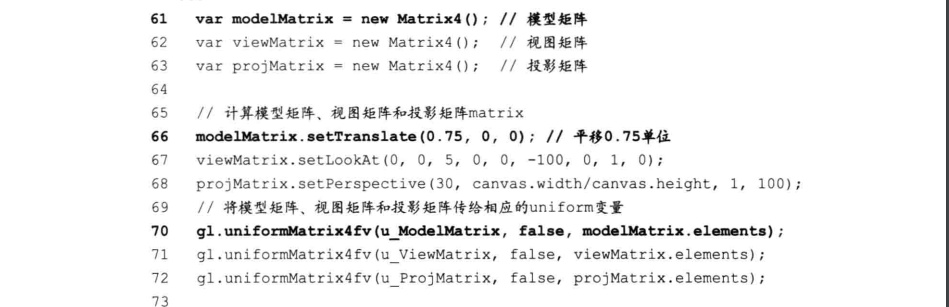 61 var modelMatrix = new Matrix4(); // 模型矩阵
62 var viewMatrix = new Matrix4(); // 视图矩阵
63 var projMatrix = new Matrix4(); // 投影矩阵
64
65 // 计算模型矩阵、视图矩阵和投影矩阵matrix
66 modelMatrix.setTranslate(0.75, 0, 0); // 平移0.75单位
67 viewMatrix.setLookAt(0, 0, 5, 0, 0, -100, 0, 1, 0);
68 projMatrix.setPerspective(30, canvas.width/canvas.height, 1, 100);
69 // 将模型矩阵、视图矩阵和投影矩阵传给相应的uniform变量
70 gl.uniformMatrix4fv(u_ModelMatrix, false, modelMatrix.elements);
71 gl.uniformMatrix4fv(u_ViewMatrix, false, viewMatrix.elements);
72 gl.uniformMatrix4fv(u_ProjMatrix, false, projMatrix.elements);
73